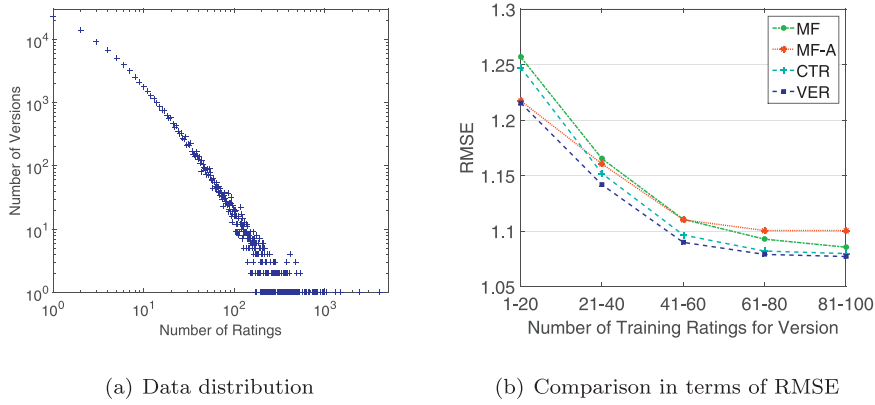 10^4
10^3
10^2
10^1
10^0
Number of Versions
10^0 10^1 10^2 10^3
Number of Ratings
(a) Data distribution
1.3
1.25
1.2
1.15
1.1
1.05
RMSE
MF
MF-A
CTR
VER
1-20 21-40 41-60 61-80 81-100
Number of Training Ratings for Version
(b) Comparison in terms of RMSE